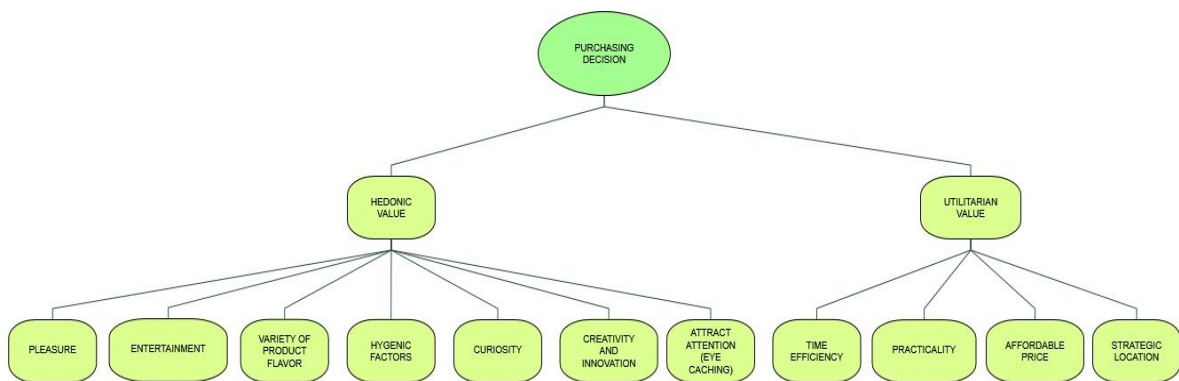 PURCHASING
DECISION
HEDONIC
VALUE
UTILITARIAN
VALUE
PLEASURE
ENTERTAINMENT
VARIETY OF
PRODUCT
FLAVOR
HYGENIC
FACTORS
CURIOSITY
CREATIVITY
AND
INNOVATION
ATTRACT
ATTENTION
(EYE
CACHING)
TIME
EFFICIENCY
PRACTICALITY
AFFORDABLE
PRICE
STRATEGIC
LOCATION